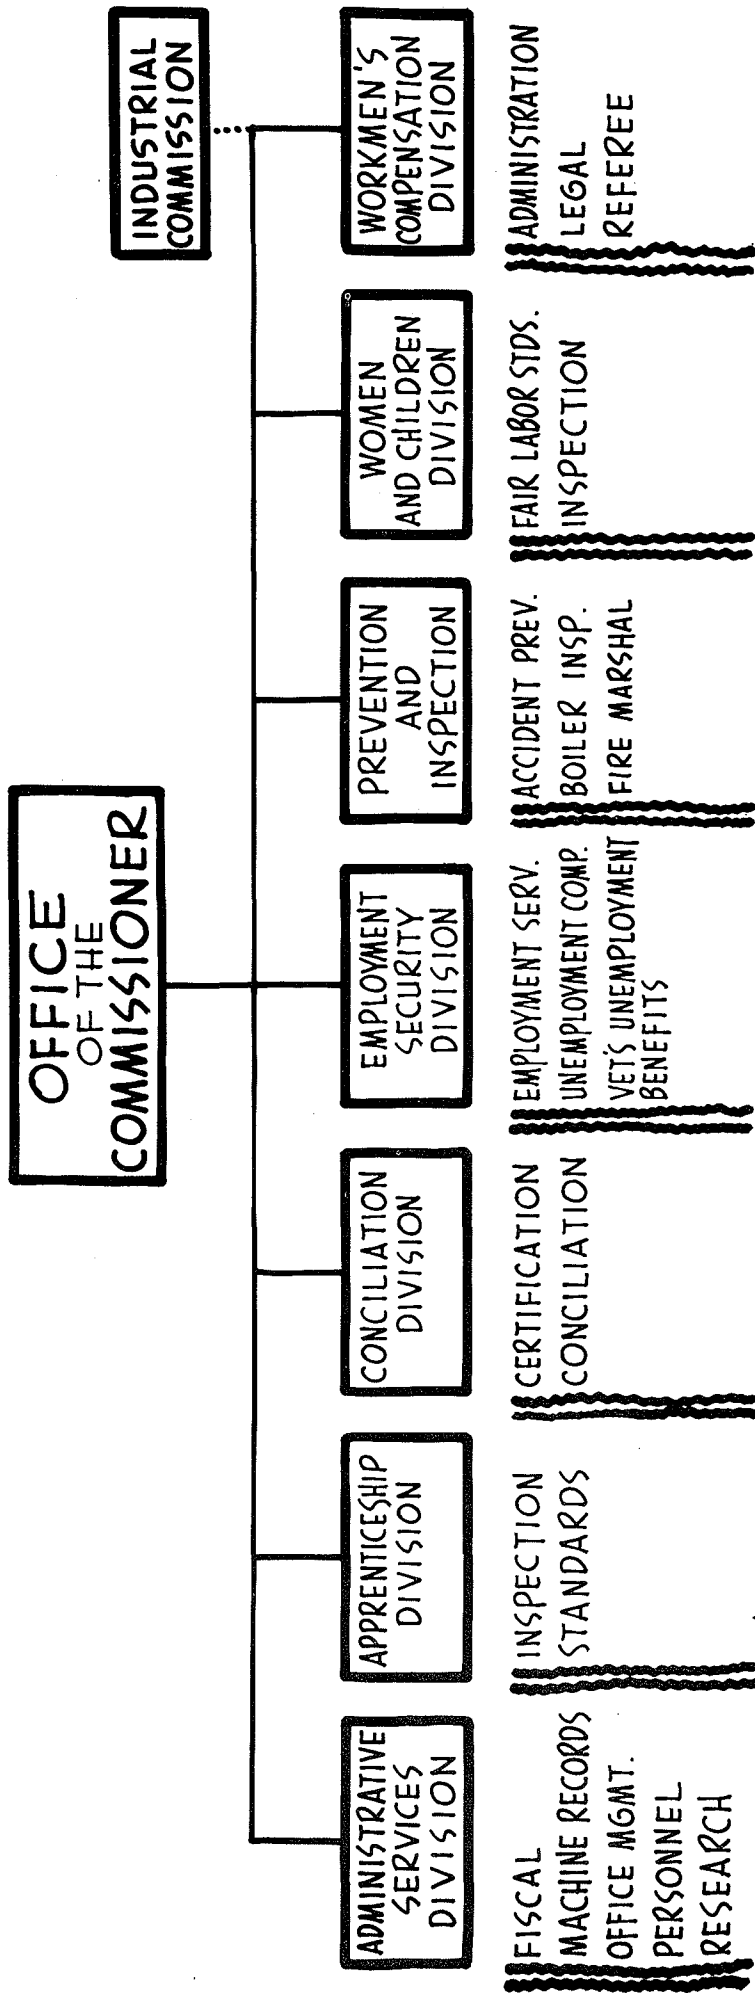 OFFICE
OF THE
COMMISSIONER
INDUSTRIAL
COMMISSION
ADMINISTRATIVE
SERVICES
DIVISION
APPRENTICESHIP
DIVISION
CONCILIATION
DIVISION
EMPLOYMENT
SECURITY
DIVISION
PREVENTION
AND
INSPECTION
WOMEN
AND CHILDREN
DIVISION
WORKMEN'S
COMPENSATION
DIVISION
FISCAL
MACHINE RECORDS
OFFICE MGMT.
PERSONNEL
RESEARCH
INSPECTION
STANDARDS
CERTIFICATION
CONCILIATION
EMPLOYMENT SERV.
UNEMPLOYMENT COMP.
VET'S UNEMPLOYMENT
BENEFITS
ACCIDENT PREV.
BOILER INSP.
FIRE MARSHAL
FAIR LABOR STDS.
INSPECTION
ADMINISTRATION
LEGAL
REFEREE